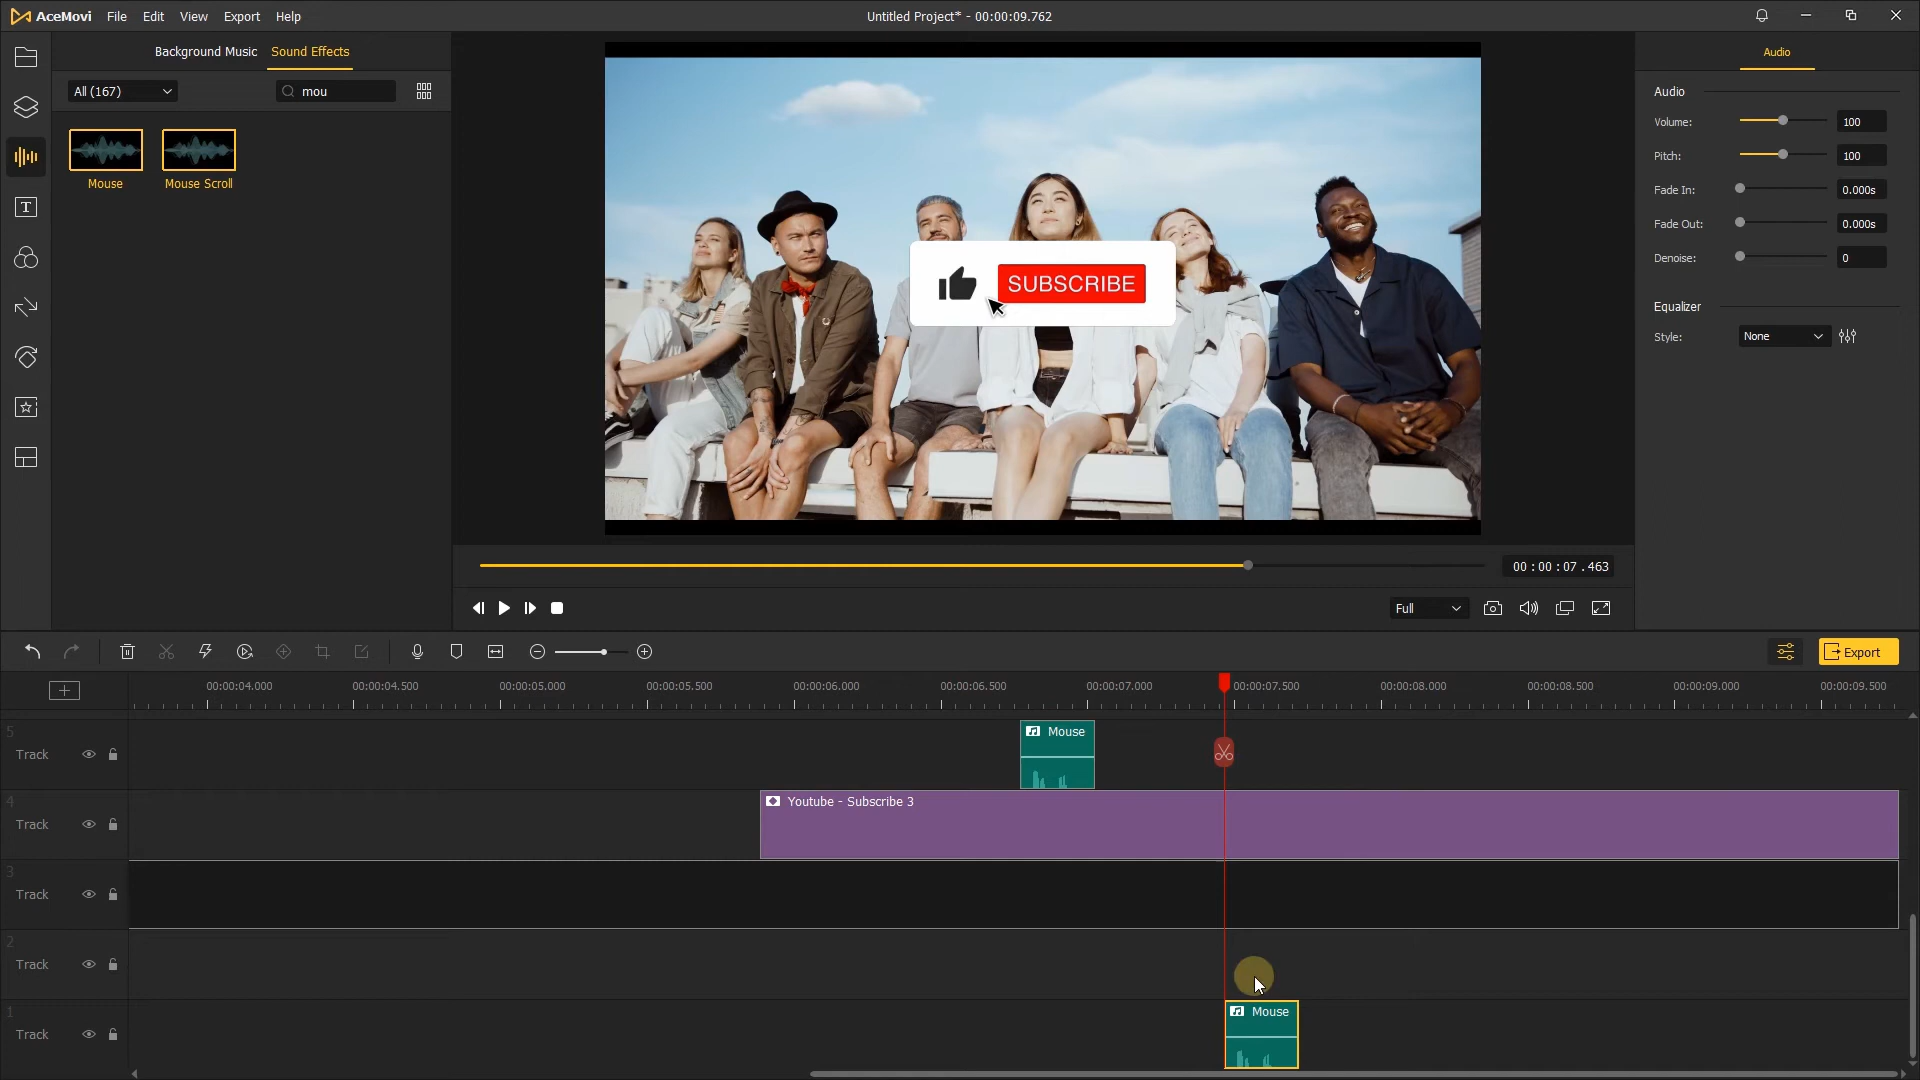 AceMovi File Edit View Export Help
Untitled Project* - 00:00:09.762
Background Music Sound Effects
All (167)
mou
Mouse
Mouse Scroll
SUBSCRIBE
00 : 00 : 07 .463
Full
Audio
Audio
Volume: 100
Pitch: 100
Fade In: 0.000s
Fade Out: 0.000s
Denoise: 0
Equalizer
Style: None
Export
00:00:04.000 00:00:04.500 00:00:05.000 00:00:05.500 00:00:06.000 00:00:06.500 00:00:07.000 00:00:07.500 00:00:08.000 00:00:08.500 00:00:09.000 00:00:09.500
5
Track
Mouse
4
Track
Youtube - Subscribe 3
3
Track
2
Track
1
Track
Mouse